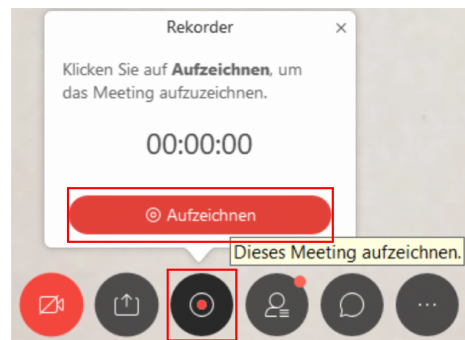 Rekorder
Klicken Sie auf Aufzeichnen, um
das Meeting aufzuzeichnen.
00:00:00
Aufzeichnen
Dieses Meeting aufzeichnen.